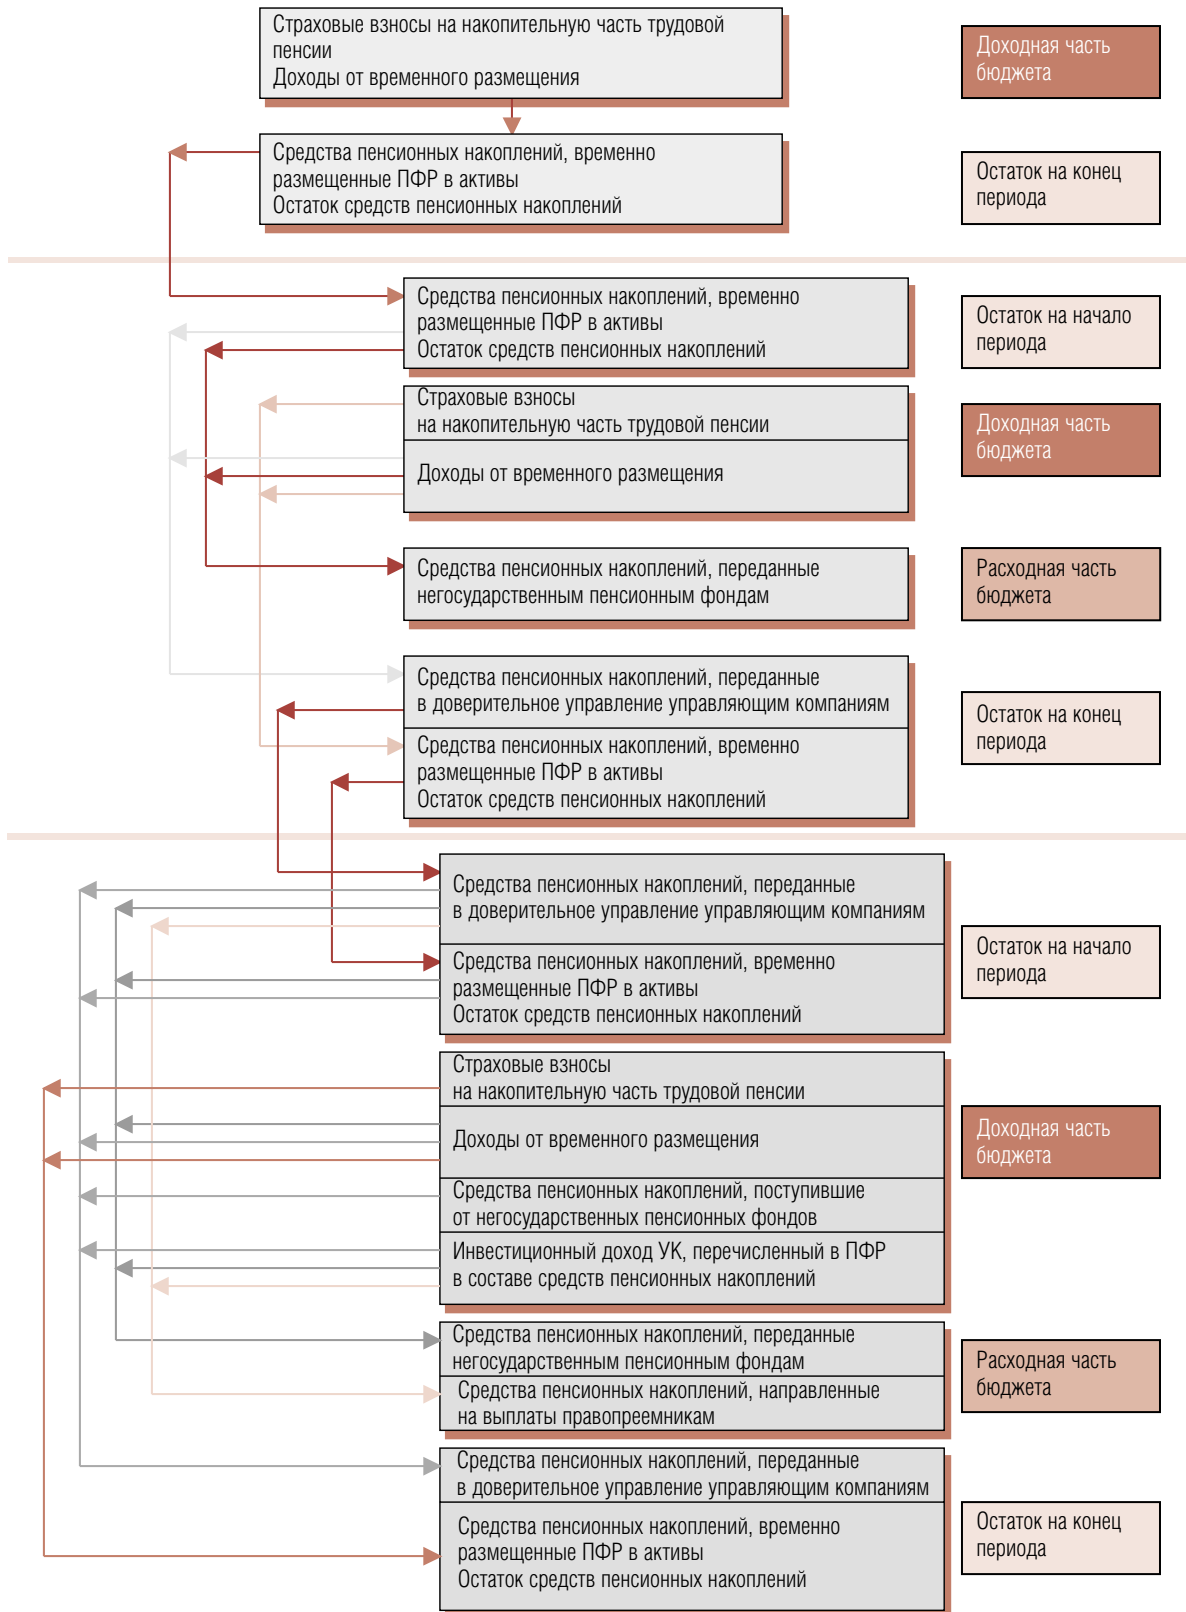 Страховые взносы на накопительную часть трудовой
пенсии
Доходы от временного размещения
Доходная часть
бюджета
Средства пенсионных накоплений, временно
размещенные ПФР в активы
Остаток средств пенсионных накоплений
Остаток на конец
периода
Средства пенсионных накоплений, временно
размещенные ПФР в активы
Остаток средств пенсионных накоплений
Остаток на начало
периода
Страховые взносы
на накопительную часть трудовой пенсии
Доходы от временного размещения
Доходная часть
бюджета
Средства пенсионных накоплений, переданные
негосударственным пенсионным фондам
Расходная часть
бюджета
Средства пенсионных накоплений, переданные
в доверительное управление управляющим компаниям
Средства пенсионных накоплений, временно
размещенные ПФР в активы
Остаток средств пенсионных накоплений
Остаток на конец
периода
Средства пенсионных накоплений, переданные
в доверительное управление управляющим компаниям
Средства пенсионных накоплений, временно
размещенные ПФР в активы
Остаток средств пенсионных накоплений
Остаток на начало
периода
Страховые взносы
на накопительную часть трудовой пенсии
Доходы от временного размещения
Средства пенсионных накоплений, поступившие
от негосударственных пенсионных фондов
Инвестиционный доход УК, перечисленный в ПФР
в составе средств пенсионных накоплений
Доходная часть
бюджета
Средства пенсионных накоплений, переданные
негосударственным пенсионным фондам
Средства пенсионных накоплений, направленные
на выплаты правопреемникам
Расходная часть
бюджета
Средства пенсионных накоплений, переданные
в доверительное управление управляющим компаниям
Средства пенсионных накоплений, временно
размещенные ПФР в активы
Остаток средств пенсионных накоплений
Остаток на конец
периода